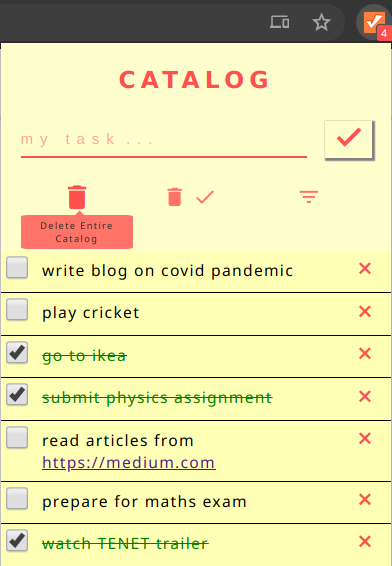 4
CATALOG
my task...
Delete Entire
Catalog
write blog on covid pandemic
play cricket
go to ikea
submit physics assignment
read articles from
https://medium.com
prepare for maths exam
watch TENET trailer